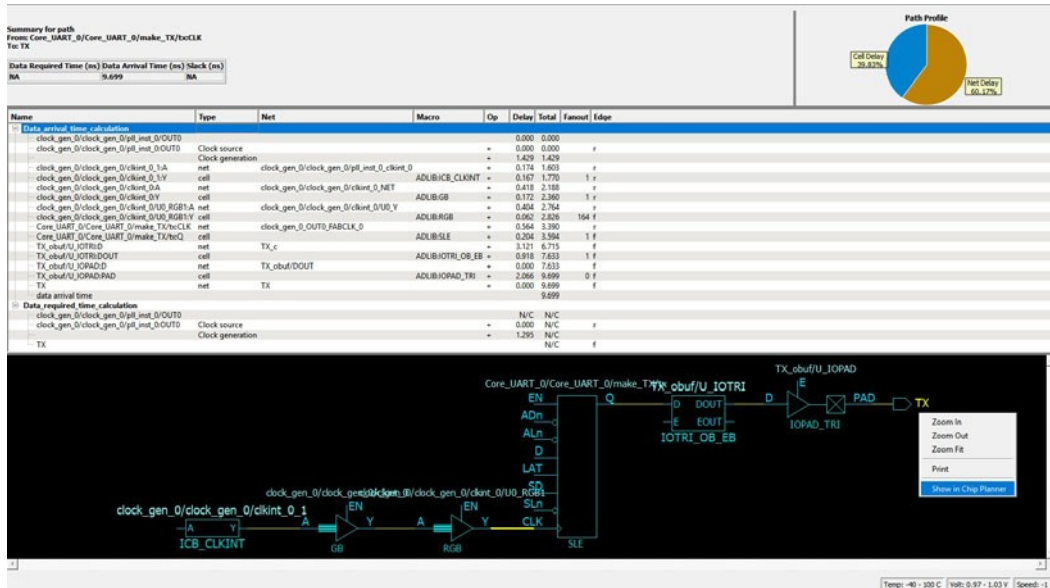 Summary for path
From: Core_UART_0/Core_UART_0/make_TX/tx:CLK
To: TX
Data Required Time (ns) Data Arrival Time (ns) Slack (ns)
NA 9.699 NA
Path Profile
Cell Delay
39.83%
Net Delay
60.17%
Name Type Net Macro Op Delay Total Fanout Edge
Data_arrival_time_calculation
clock_gen_0/clock_gen_0/pll_inst_0/OUT0 0.000 0.000
clock_gen_0/clock_gen_0/pll_inst_0:OUT0 Clock source + 0.000 0.000 r
Clock generation + 1.429 1.429
clock_gen_0/clock_gen_0/clkint_0_1:A net clock_gen_0/clock_gen_0/pll_inst_0_clkint_0 + 0.174 1.603 r
clock_gen_0/clock_gen_0/clkint_0_1:Y cell ADLIB:ICB_CLKINT + 0.167 1.770 1 r
clock_gen_0/clock_gen_0/clkint_0:A net clock_gen_0/clock_gen_0/clkint_0_NET + 0.418 2.188 r
clock_gen_0/clock_gen_0/clkint_0:Y cell ADLIB:GB + 0.172 2.360 1 r
clock_gen_0/clock_gen_0/clkint_0/U0_RGB1:A net clock_gen_0/clock_gen_0/clkint_0/U0_Y + 0.404 2.764 r
clock_gen_0/clock_gen_0/clkint_0/U0_RGB1:Y cell ADLIB:RGB + 0.062 2.826 164 f
Core_UART_0/Core_UART_0/make_TX/tx:CLK net clock_gen_0_OUT0_FABCLK_0 + 0.564 3.390 r
Core_UART_0/Core_UART_0/make_TX/tx:Q cell ADLIB:SLE + 0.204 3.594 1 f
TX_obuf/U_IOTRI:D net TX_c + 3.121 6.715 f
TX_obuf/U_IOTRI:DOUT cell ADLIB:IOTRI_OB_EB + 0.918 7.633 1 f
TX_obuf/U_IOPAD:D net TX_obuf/DOUT + 0.000 7.633 f
TX_obuf/U_IOPAD:PAD cell ADLIB:IOPAD_TRI + 2.066 9.699 0 f
TX net TX + 0.000 9.699 f
data arrival time 9.699
Data_required_time_calculation
clock_gen_0/clock_gen_0/pll_inst_0/OUT0 N/C N/C
clock_gen_0/clock_gen_0/pll_inst_0:OUT0 Clock source + 0.000 N/C r
Clock generation + 1.295 N/C
TX N/C f
TX_obuf/U_IOPAD
Core_UART_0/Core_UART_0/make_TX/tx TX_obuf/U_IOTRI
E
EN Q D DOUT D PAD TX
ADn E EOUT IOPAD_TRI
ALn IOTRI_OB_EB
D
LAT
SD
SLn
CLK
SLE
clock_gen_0/clock_gen_0/clkint_0/U0_RGB1
clock_gen_0/clock_gen_0/clkint_0_1
EN EN
A Y A Y A Y
ICB_CLKINT GB RGB
Zoom In
Zoom Out
Zoom Fit
Print
Show in Chip Planner
Temp: -40 - 100 C Volt: 0.97 - 1.03 V Speed: -1